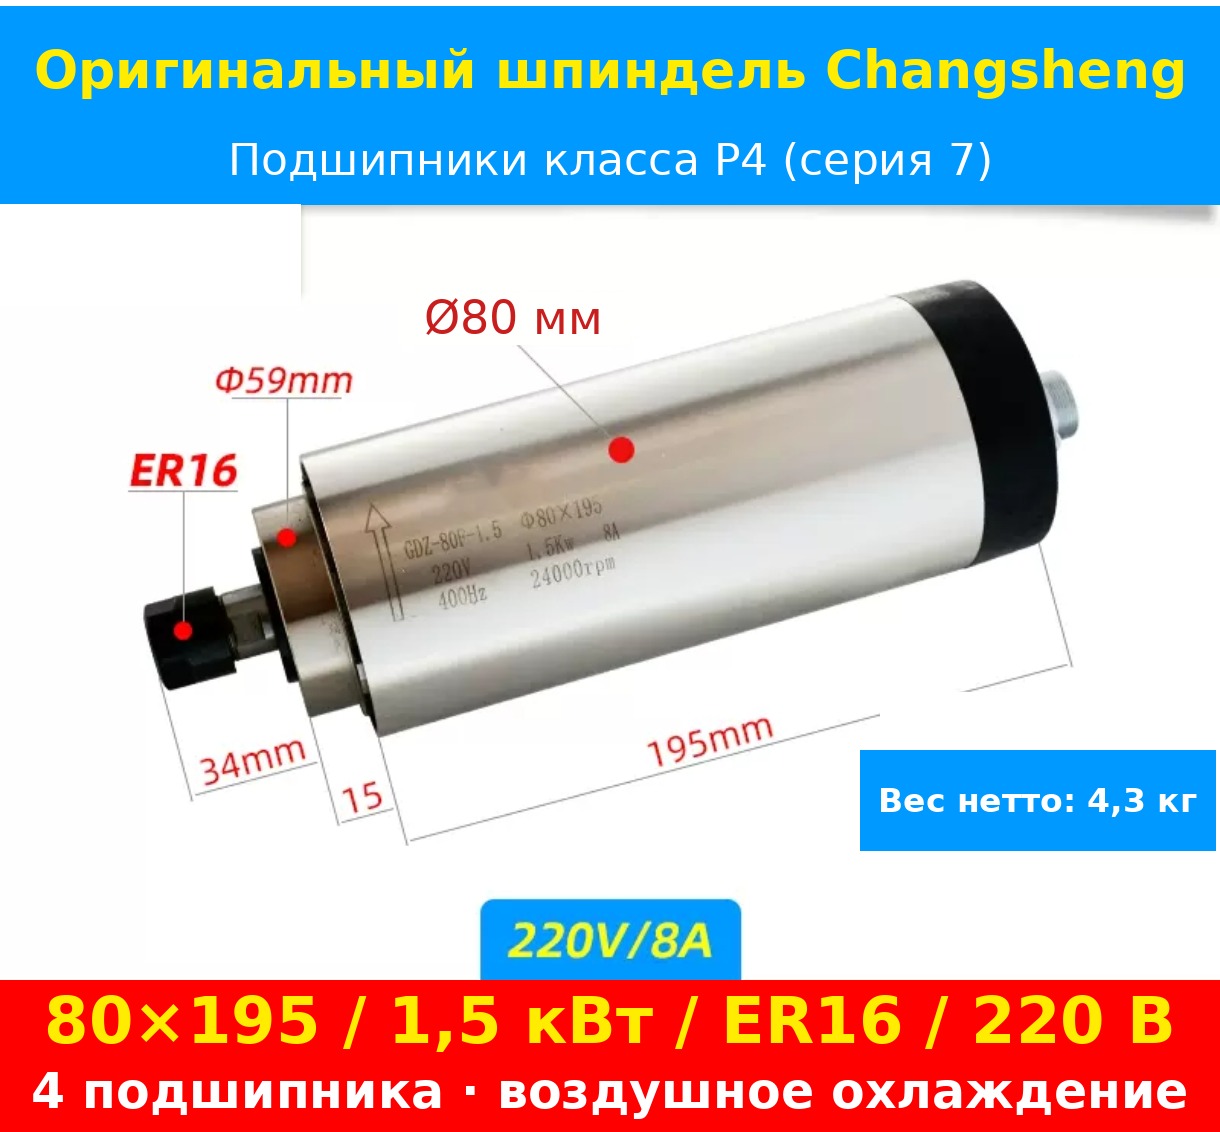 Оригинальный шпиндель Changsheng
Подшипники класса P4 (серия 7)
Ø80 мм
Φ59mm
ER16
GDZ-80F-1.5 Φ80×195
220V 1.5Kw 8A
400Hz 24000rpm
34mm
15
195mm
Вес нетто: 4,3 кг
220V/8A
80×195 / 1,5 кВт / ER16 / 220 В
4 подшипника · воздушное охлаждение